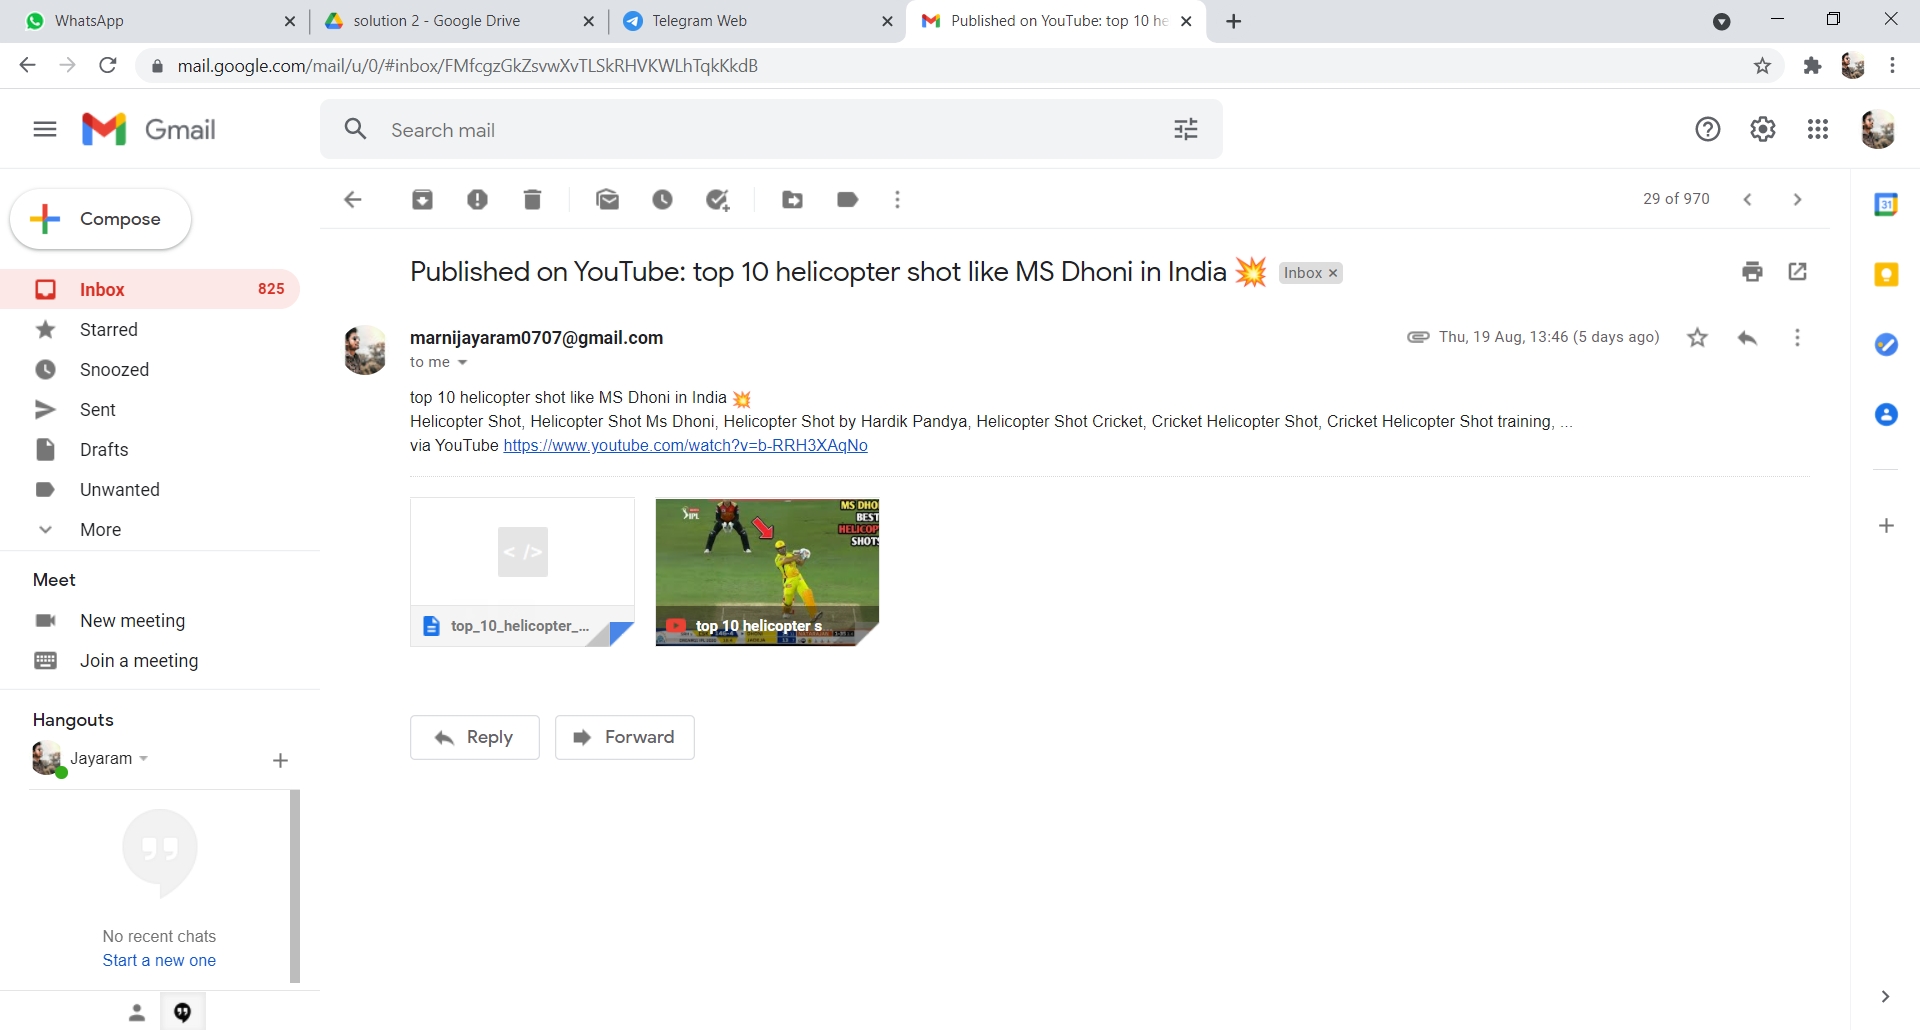 WhatsApp
solution 2 - Google Drive
Telegram Web
Published on YouTube: top 10 he
mail.google.com/mail/u/0/#inbox/FMfcgzGkZsvwXvTLSkRHVKWLhTqkKkdB
Gmail
Search mail
Compose
29 of 970
31
Inbox 825
Starred
Snoozed
Sent
Drafts
Unwanted
More
Published on YouTube: top 10 helicopter shot like MS Dhoni in India 💥 Inbox ×
marnijayaram0707@gmail.com
Thu, 19 Aug, 13:46 (5 days ago)
to me
top 10 helicopter shot like MS Dhoni in India 💥
Helicopter Shot, Helicopter Shot Ms Dhoni, Helicopter Shot by Hardik Pandya, Helicopter Shot Cricket, Cricket Helicopter Shot, Cricket Helicopter Shot training, ...
via YouTube https://www.youtube.com/watch?v=b-RRH3XAqNo
< />
top_10_helicopter_...
IPL
MS DHO
BEST
HELICOP
SHOTS
top 10 helicopter s
Reply
Forward
Meet
New meeting
Join a meeting
Hangouts
Jayaram
No recent chats
Start a new one